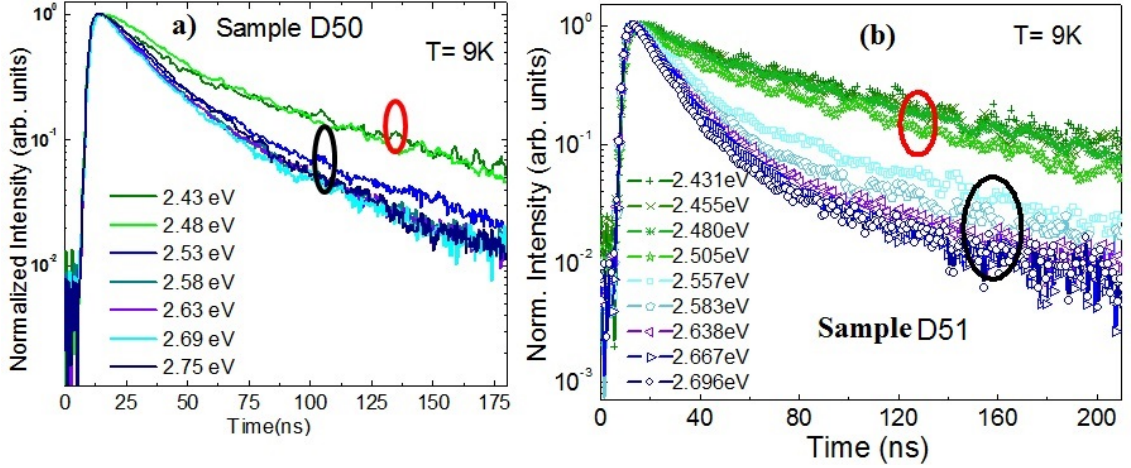 a) Sample D50
T= 9K
Normalized Intensity (arb. units)
10⁰
10⁻¹
10⁻²
2.43 eV
2.48 eV
2.53 eV
2.58 eV
2.63 eV
2.69 eV
2.75 eV
0 25 50 75 100 125 150 175
Time(ns)
(b) T= 9K
Norm. Intensity (arb. units)
10⁰
10⁻¹
10⁻²
10⁻³
2.431eV
2.455eV
2.480eV
2.505eV
2.557eV
2.583eV
2.638eV
2.667eV
2.696eV
Sample D51
0 40 80 120 160 200
Time (ns)